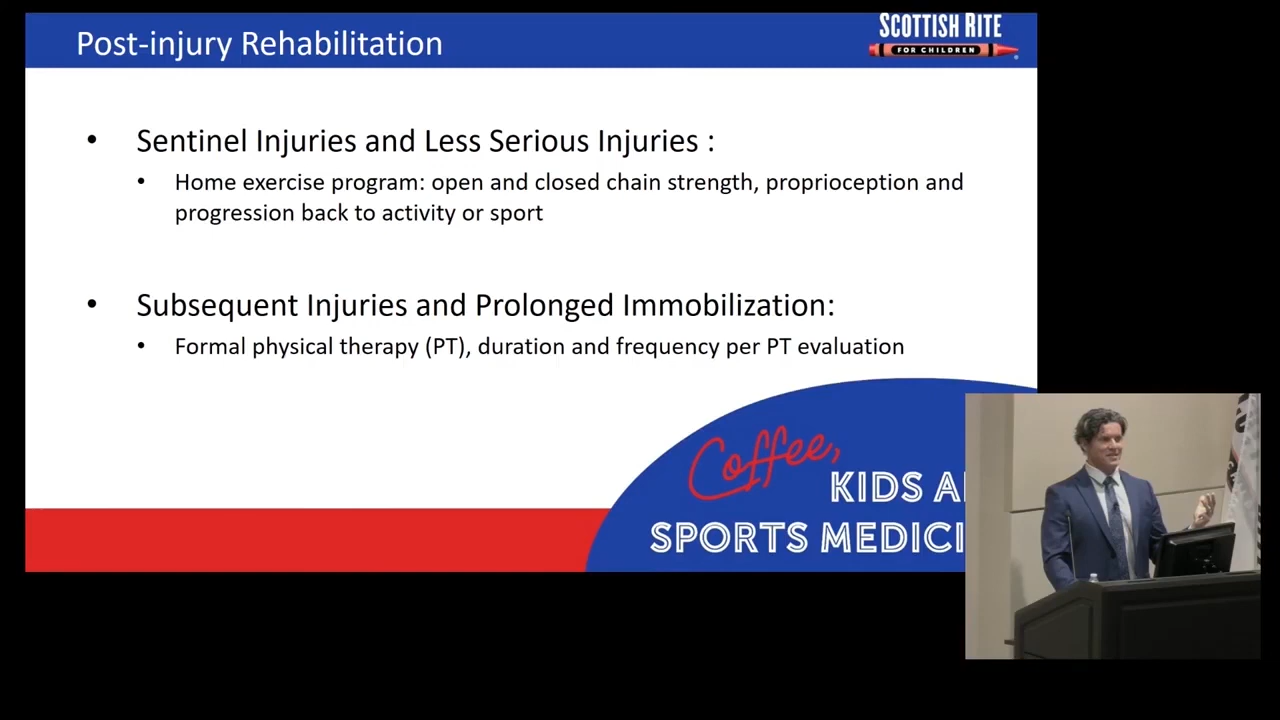 Post-injury Rehabilitation
SCOTTISH RITE
FOR CHILDREN
• Sentinel Injuries and Less Serious Injuries :
• Home exercise program: open and closed chain strength, proprioception and
progression back to activity or sport
• Subsequent Injuries and Prolonged Immobilization:
• Formal physical therapy (PT), duration and frequency per PT evaluation
Coffee,
KIDS A
SPORTS MEDICI